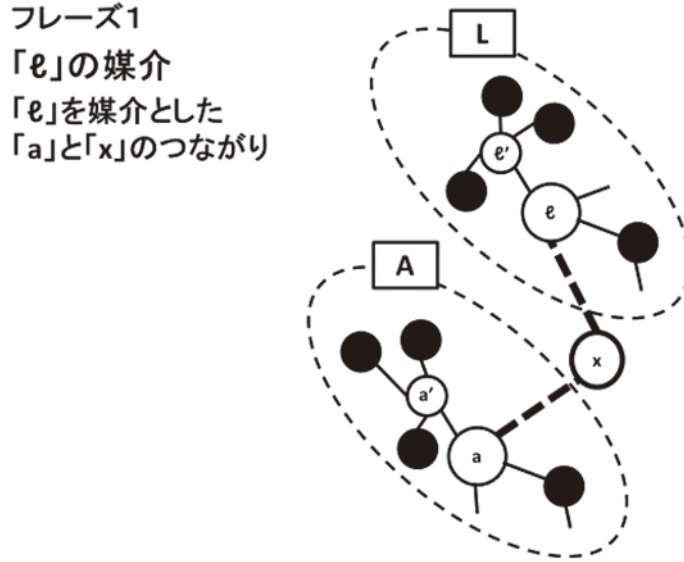 フレーズ1
「ℓ」の媒介
「ℓ」を媒介とした
「a」と「x」のつながり
L
ℓ′
ℓ
A
x
a′
a